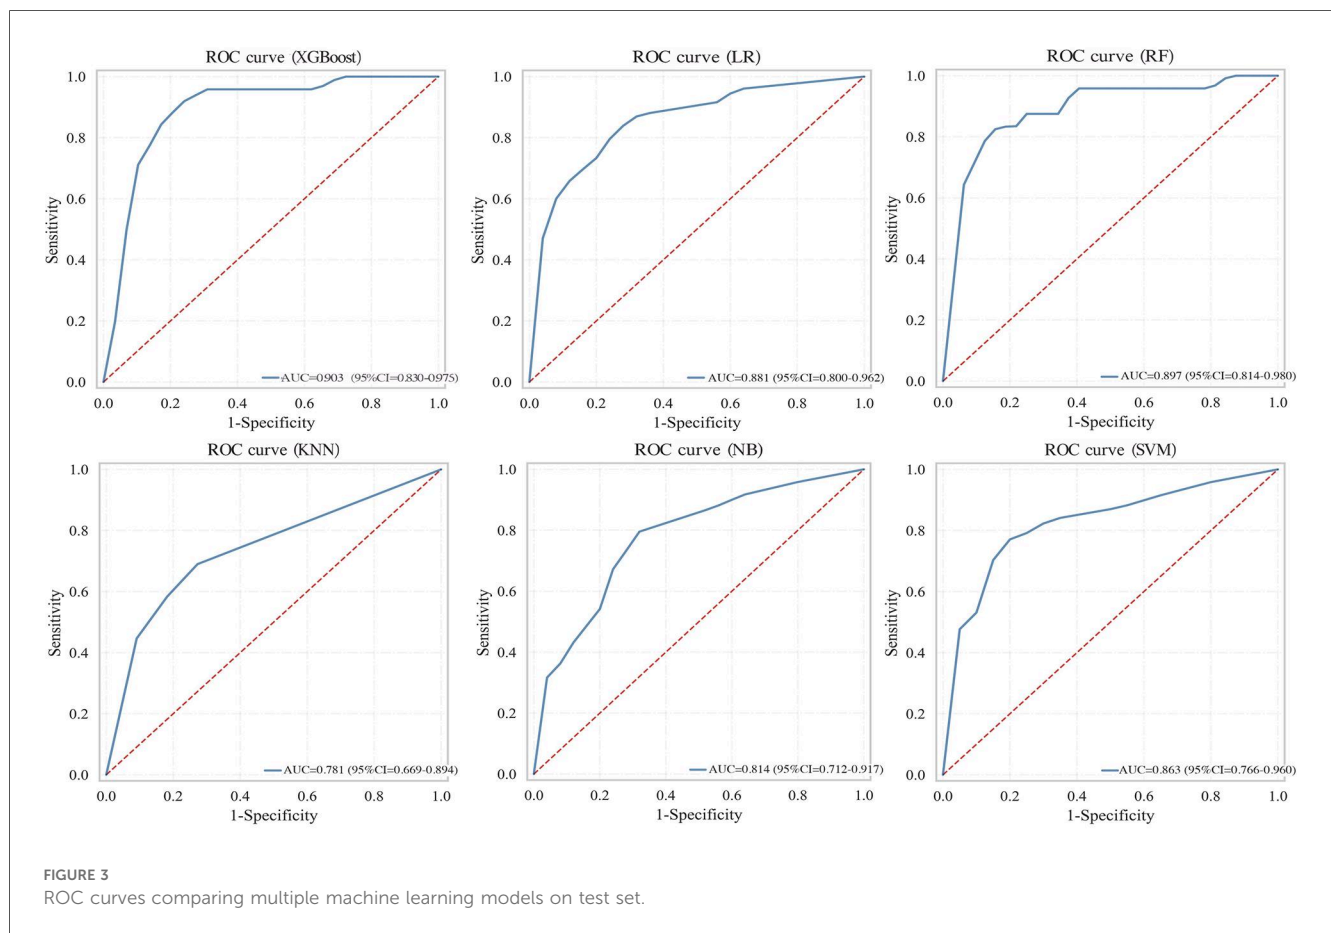 ROC curve (XGBoost)
1.0
0.8
0.6
0.4
0.2
0.0
Sensitivity
AUC=0.903 (95%CI=0.830-0.975)
0.0 0.2 0.4 0.6 0.8 1.0
1-Specificity
ROC curve (LR)
1.0
0.8
0.6
0.4
0.2
0.0
Sensitivity
AUC=0.881 (95%CI=0.800-0.962)
0.0 0.2 0.4 0.6 0.8 1.0
1-Specificity
ROC curve (RF)
1.0
0.8
0.6
0.4
0.2
0.0
Sensitivity
AUC=0.897 (95%CI=0.814-0.980)
0.0 0.2 0.4 0.6 0.8 1.0
1-Specificity
ROC curve (KNN)
1.0
0.8
0.6
0.4
0.2
0.0
Sensitivity
AUC=0.781 (95%CI=0.669-0.894)
0.0 0.2 0.4 0.6 0.8 1.0
1-Specificity
ROC curve (NB)
1.0
0.8
0.6
0.4
0.2
0.0
Sensitivity
AUC=0.814 (95%CI=0.712-0.917)
0.0 0.2 0.4 0.6 0.8 1.0
1-Specificity
ROC curve (SVM)
1.0
0.8
0.6
0.4
0.2
0.0
Sensitivity
AUC=0.863 (95%CI=0.766-0.960)
0.0 0.2 0.4 0.6 0.8 1.0
1-Specificity
FIGURE 3
ROC curves comparing multiple machine learning models on test set.